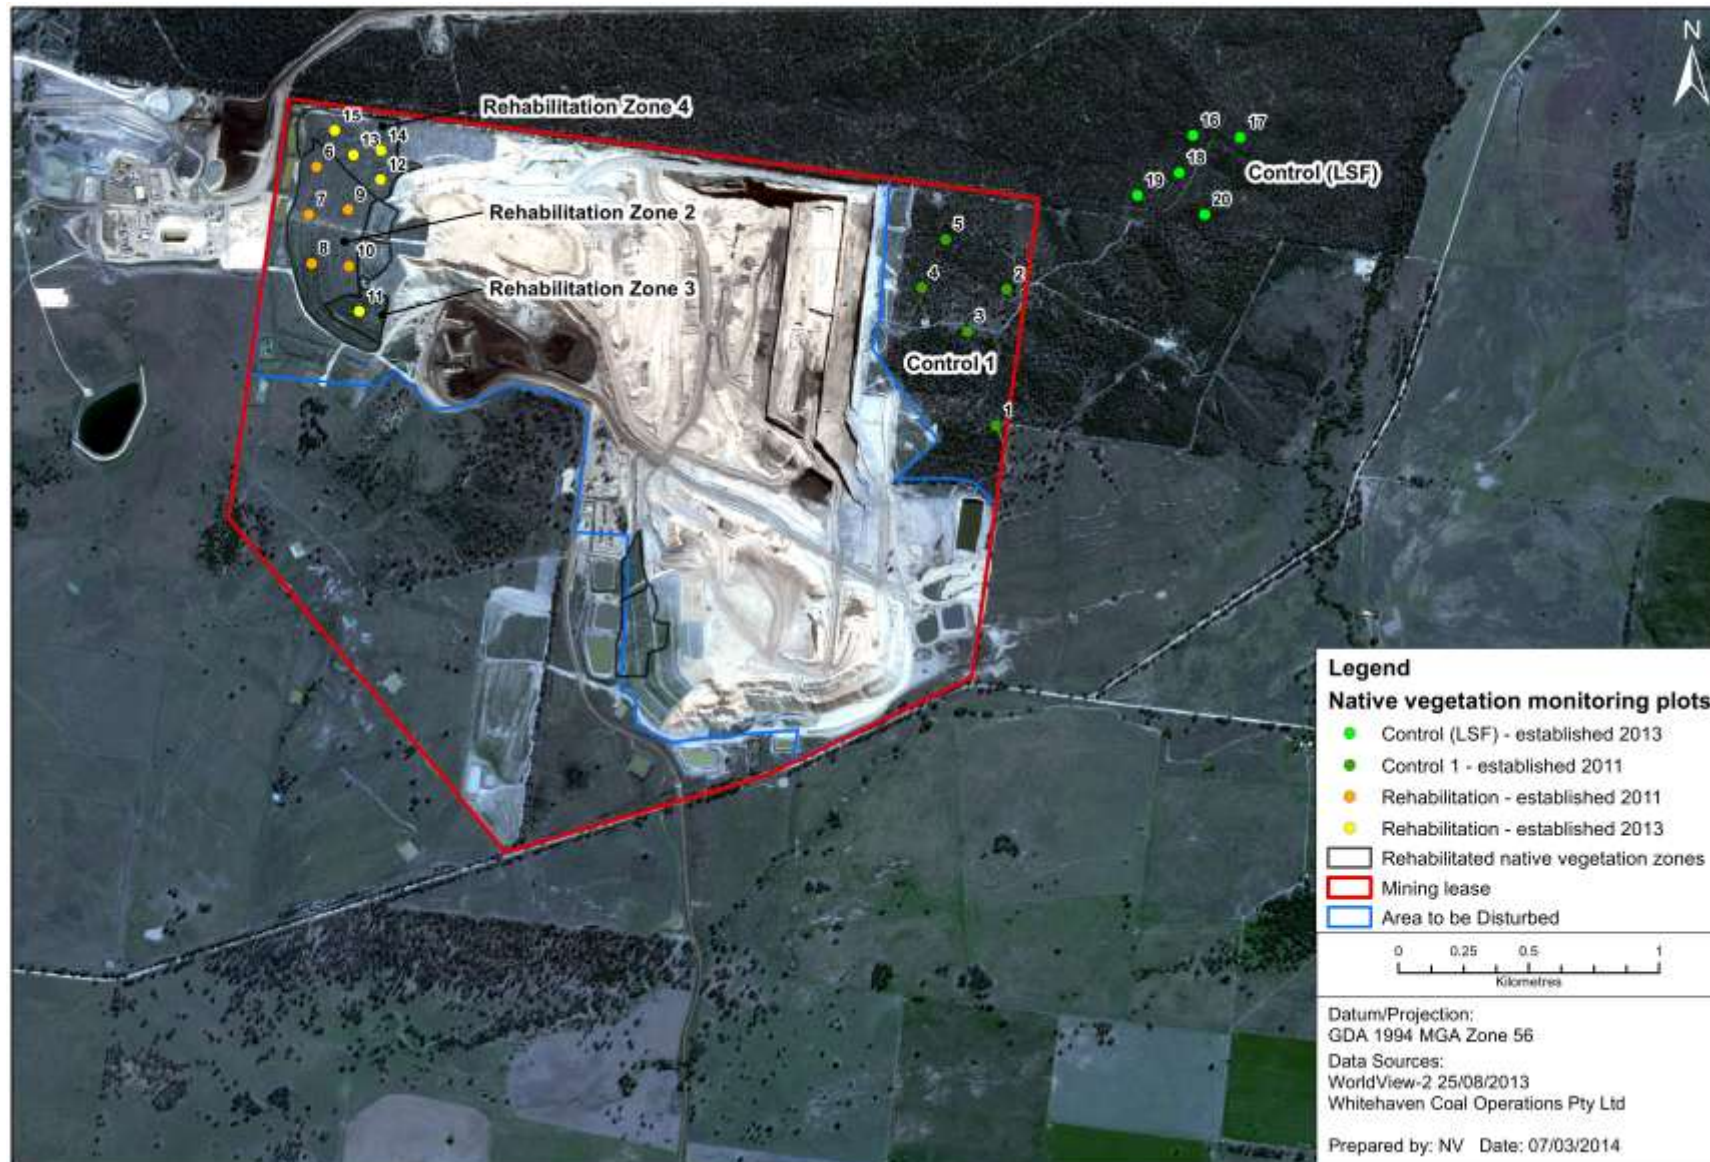 N
Rehabilitation Zone 4
15
14
13
6
12
16
17
18
Control (LSF)
19
20
7
9
Rehabilitation Zone 2
5
8
10
4
2
Rehabilitation Zone 3
11
3
Control 1
1
Legend
Native vegetation monitoring plots
Control (LSF) - established 2013
Control 1 - established 2011
Rehabilitation - established 2011
Rehabilitation - established 2013
Rehabilitated native vegetation zones
Mining lease
Area to be Disturbed
0 0.25 0.5 1
Kilometres
Datum/Projection:
GDA 1994 MGA Zone 56
Data Sources:
WorldView-2 25/08/2013
Whitehaven Coal Operations Pty Ltd
Prepared by: NV Date: 07/03/2014